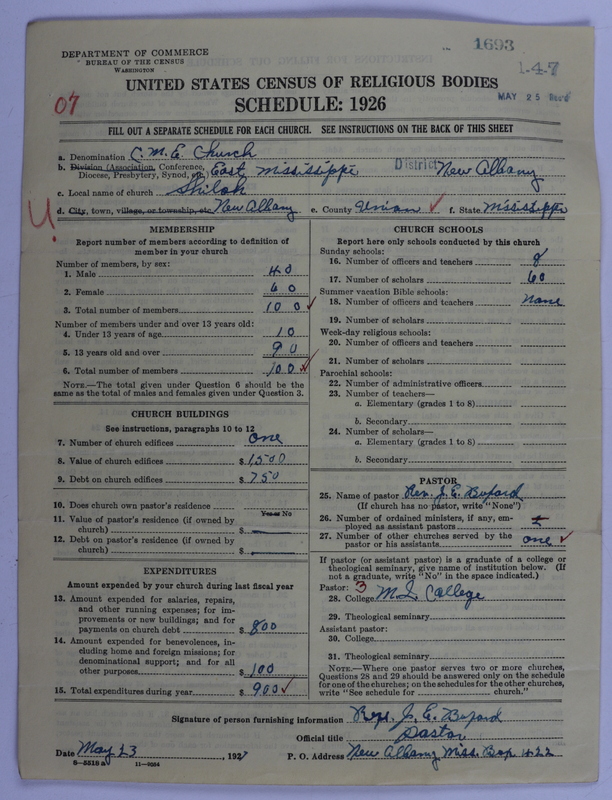 1693
DEPARTMENT OF COMMERCE
BUREAU OF THE CENSUS
WASHINGTON
1-4-7
MAY 25
UNITED STATES CENSUS OF RELIGIOUS BODIES
07
SCHEDULE: 1926
FILL OUT A SEPARATE SCHEDULE FOR EACH CHURCH. SEE INSTRUCTIONS ON THE BACK OF THIS SHEET
a. Denomination C.M.E. Church
b. Division (Association, Conference, Diocese, Presbytery, Synod, etc.) East Mississippi District New Albany
c. Local name of church Shiloh
d. City, town, village, or township, etc. New Albany e. County Union ✓ f. State Mississippi
MEMBERSHIP
Report number of members according to definition of
member in your church
Number of members, by sex:
1. Male 40
2. Female 60
3. Total number of members 100 ✓
Number of members under and over 13 years old:
4. Under 13 years of age 10
5. 13 years old and over 90
6. Total number of members 100 ✓
NOTE.—The total given under Question 6 should be the
same as the total of males and females given under Question 3.
CHURCH BUILDINGS
See instructions, paragraphs 10 to 12
7. Number of church edifices one
8. Value of church edifices $1500
9. Debt on church edifices $750
10. Does church own pastor's residence Yes or No
11. Value of pastor's residence (if owned by
church) $
12. Debt on pastor's residence (if owned by
church) $
EXPENDITURES
Amount expended by your church during last fiscal year
13. Amount expended for salaries, repairs,
and other running expenses; for im-
provements or new buildings; and for
payments on church debt $800
14. Amount expended for benevolences, in-
cluding home and foreign missions; for
denominational support; and for all
other purposes $100
15. Total expenditures during year $900 ✓
CHURCH SCHOOLS
Report here only schools conducted by this church
Sunday schools:
16. Number of officers and teachers 8
17. Number of scholars 60
Summer vacation Bible schools:
18. Number of officers and teachers none
19. Number of scholars
Week-day religious schools:
20. Number of officers and teachers
21. Number of scholars
Parochial schools:
22. Number of administrative officers
23. Number of teachers—
a. Elementary (grades 1 to 8)
b. Secondary
24. Number of scholars—
a. Elementary (grades 1 to 8)
b. Secondary
PASTOR
25. Name of pastor Rev. J. E. Buford
(If church has no pastor, write "None")
26. Number of ordained ministers, if any, em-
ployed as assistant pastors
27. Number of other churches served by the
pastor or his assistants one ✓
If pastor (or assistant pastor) is a graduate of a college or
theological seminary, give name of institution below. (If
not a graduate, write "No" in the space indicated.)
Pastor: 3
28. College M.I. College
29. Theological seminary
Assistant pastor:
30. College
31. Theological seminary
NOTE.—Where one pastor serves two or more churches,
Questions 28 and 29 should be answered only on the schedule
for one of the churches; on the schedules for the other churches,
write "See schedule for ________ church."
Signature of person furnishing information Rev. J. E. Buford
Official title Pastor
Date May 23, 1927 P. O. Address New Albany Miss. Box 422
8—5516 a 11—9084